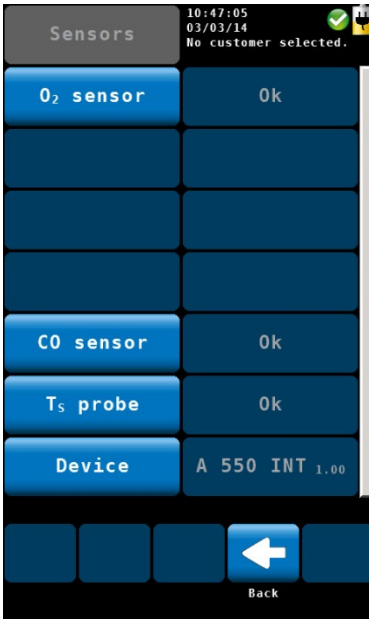 Sensors
10:47:05
03/03/14
No customer selected.
O₂ sensor Ok
CO sensor Ok
Tₛ probe Ok
Device A 550 INT 1.00
Back